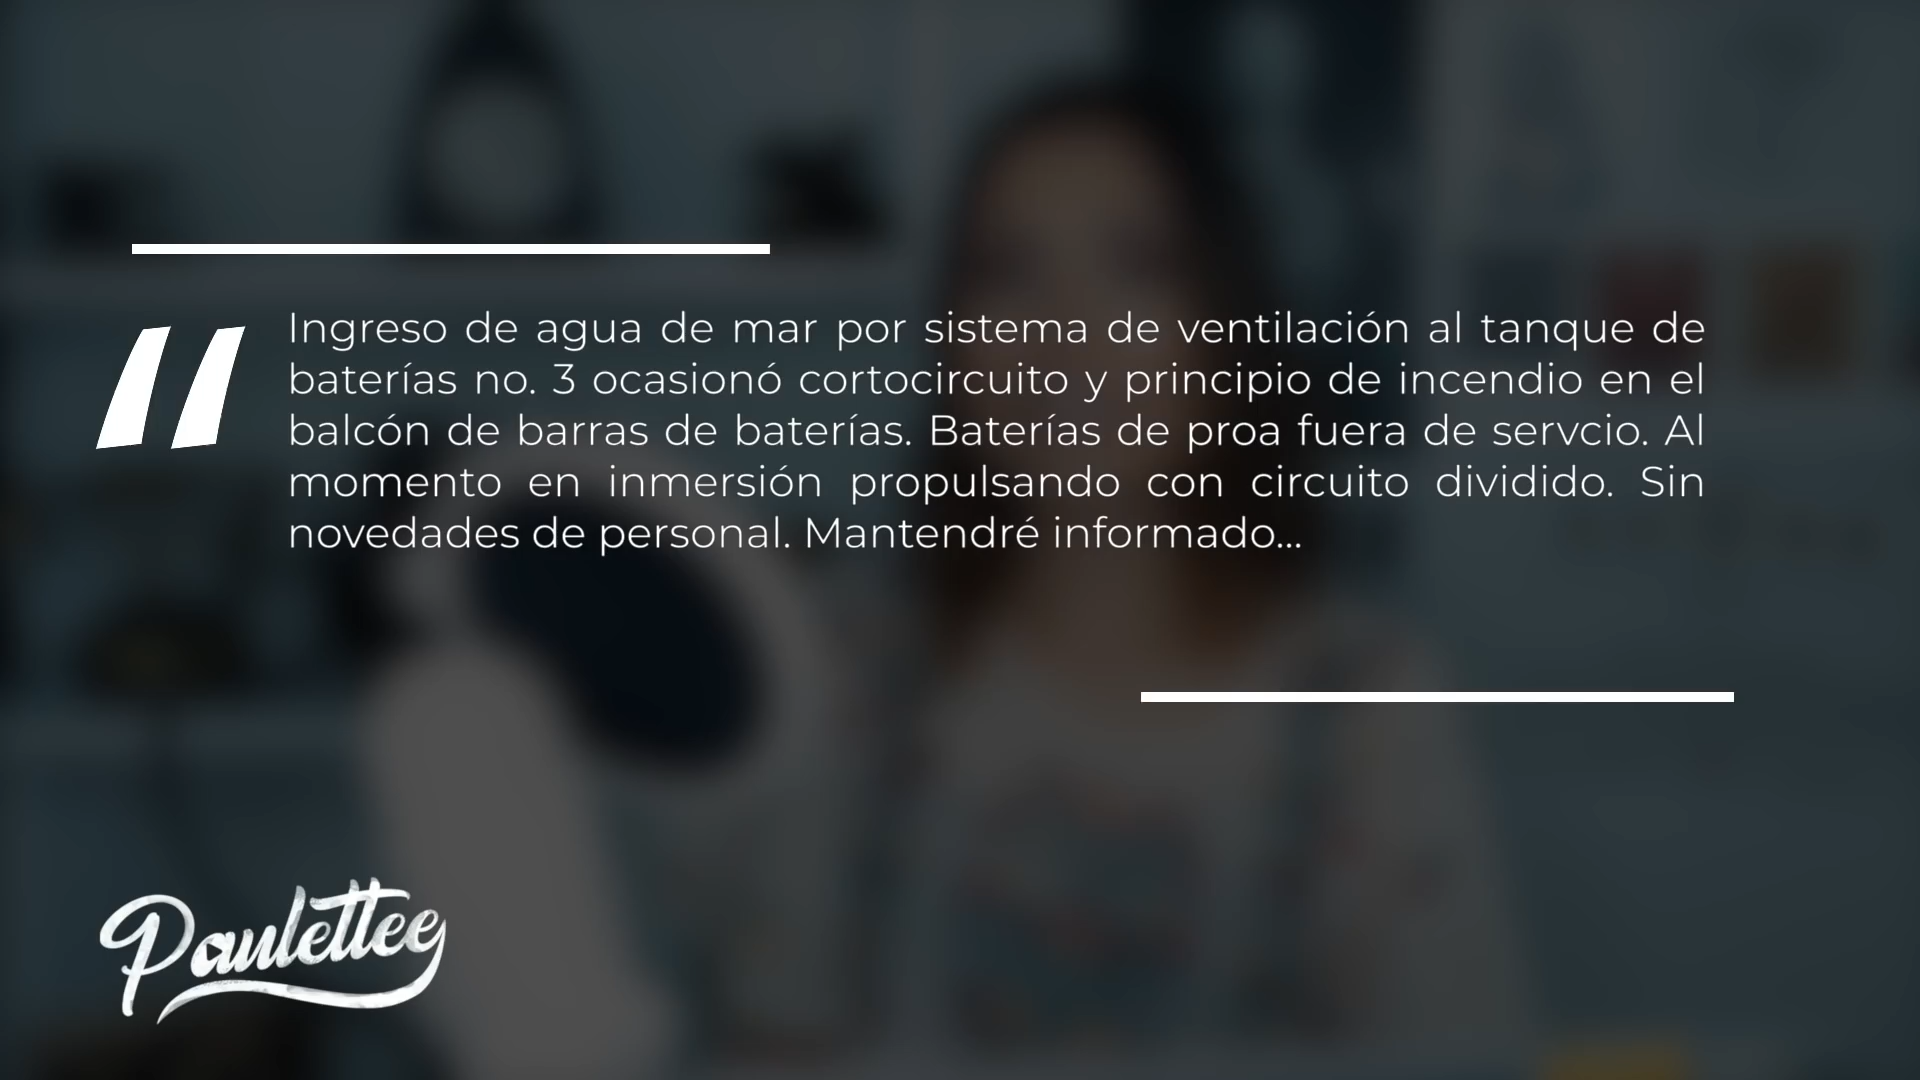 “
Ingreso de agua de mar por sistema de ventilación al tanque de
baterías no. 3 ocasionó cortocircuito y principio de incendio en el
balcón de barras de baterías. Baterías de proa fuera de servcio. Al
momento en inmersión propulsando con circuito dividido. Sin
novedades de personal. Mantendré informado...
Paulettee